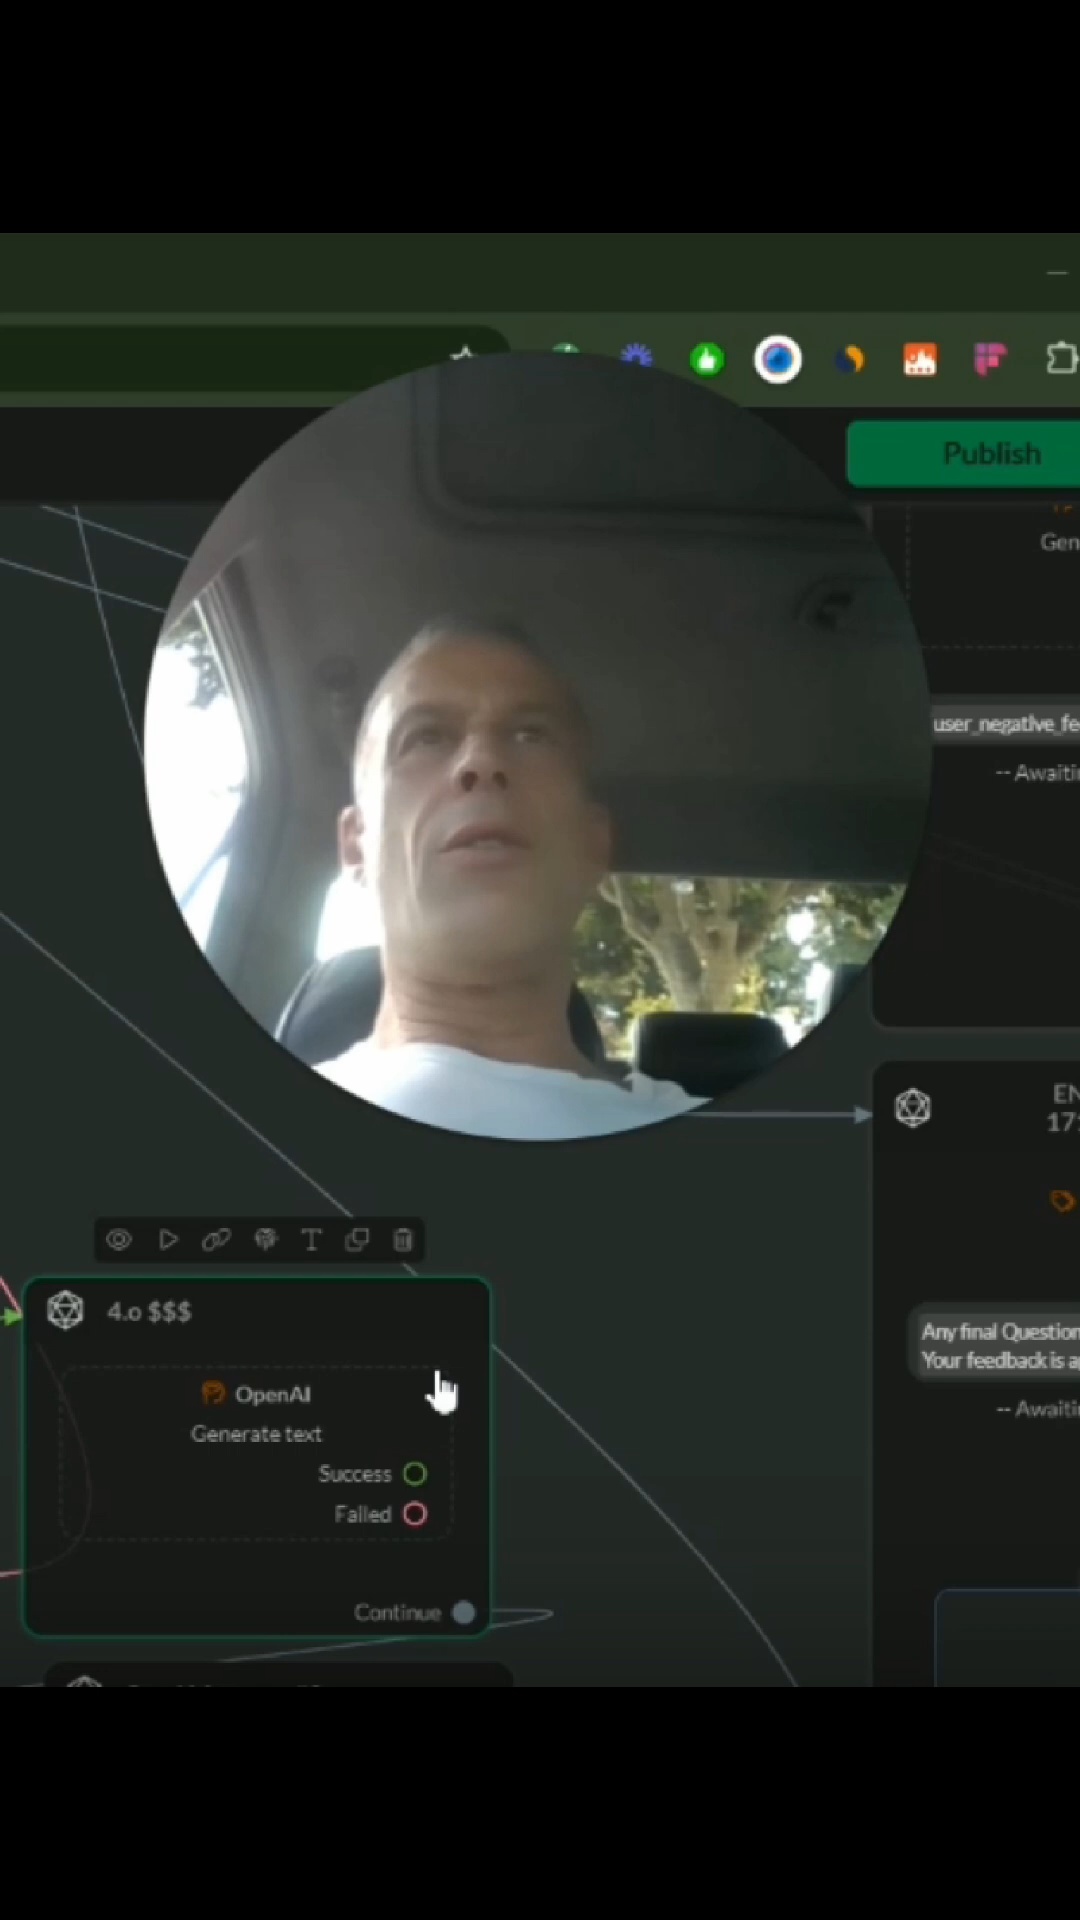 Publish
Gen
user_negative_fe
-- Awaiti
EN
17
4.o $$$
OpenAI
Generate text
Success
Failed
Continue
Any final Question
Your feedback is a
-- Awaiti